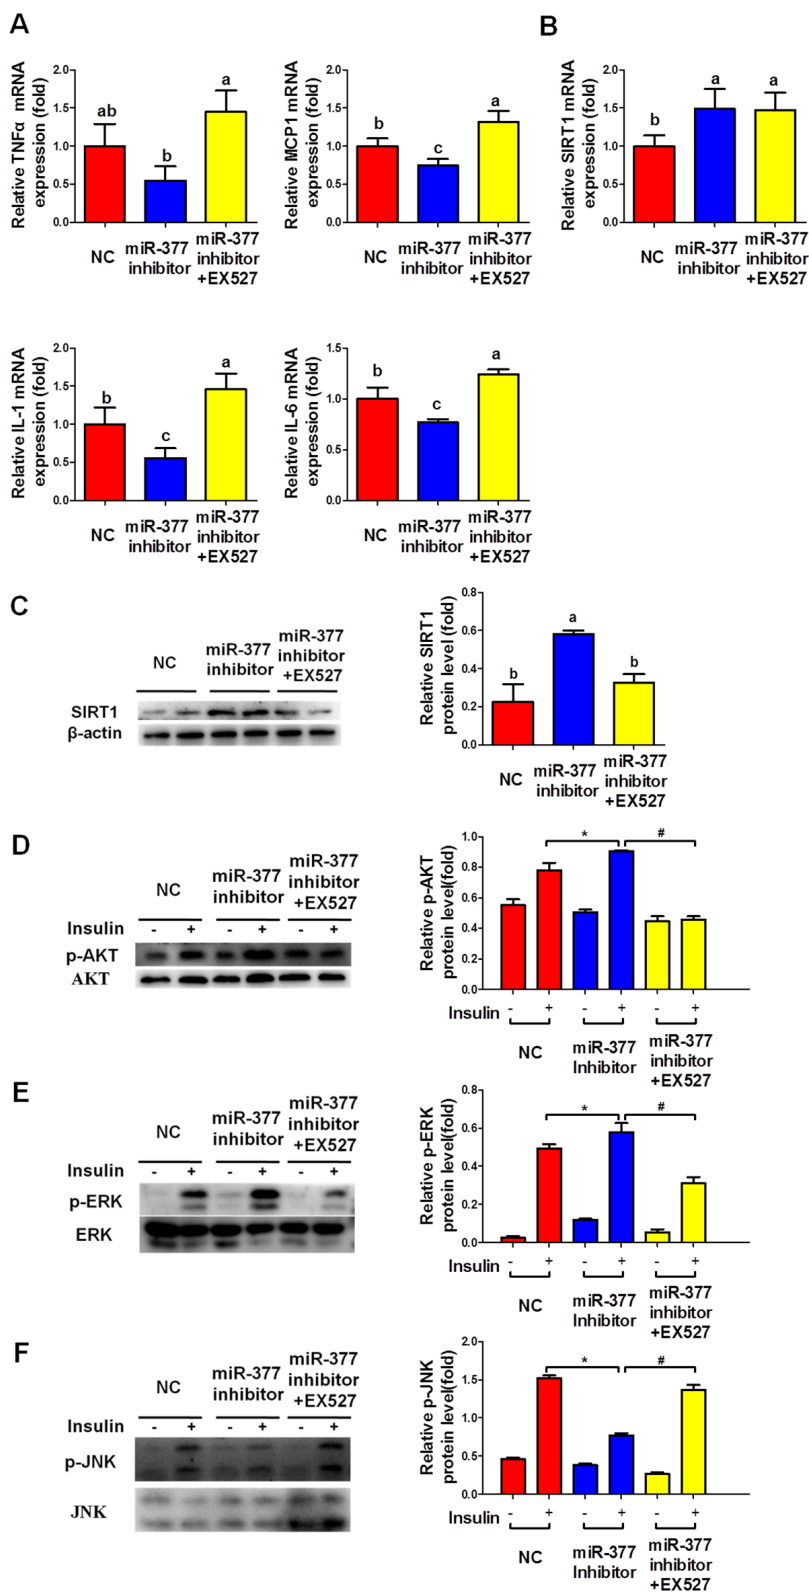 A
Relative TNFα mRNA
expression (fold)
2.0
1.5
1.0
0.5
0.0
ab
b
a
NC
miR-377
inhibitor
miR-377
inhibitor
+EX527
Relative MCP1 mRNA
expression (fold)
2.0
1.5
1.0
0.5
0.0
b
c
a
NC
miR-377
inhibitor
miR-377
inhibitor
+EX527
B
Relative SIRT1 mRNA
expression (fold)
2.0
1.5
1.0
0.5
0.0
b
a
a
NC
miR-377
inhibitor
miR-377
inhibitor
+EX527
Relative IL-1 mRNA
expression (fold)
2.0
1.5
1.0
0.5
0.0
b
c
a
NC
miR-377
inhibitor
miR-377
inhibitor
+EX527
Relative IL-6 mRNA
expression (fold)
1.5
1.0
0.5
0.0
b
c
a
NC
miR-377
inhibitor
miR-377
inhibitor
+EX527
C
NC
miR-377
inhibitor
miR-377
inhibitor
+EX527
SIRT1
β-actin
Relative SIRT1
protein level (fold)
0.8
0.6
0.4
0.2
0.0
b
a
b
NC
miR-377
inhibitor
miR-377
inhibitor
+EX527
D
NC
miR-377
inhibitor
miR-377
inhibitor
+EX527
Insulin - + - + - +
p-AKT
AKT
Relative p-AKT
protein level(fold)
1.0
0.8
0.6
0.4
0.2
0.0
* #
Insulin - + - + - +
NC
miR-377
Inhibitor
miR-377
inhibitor
+EX527
E
NC
miR-377
inhibitor
miR-377
inhibitor
+EX527
Insulin - + - + - +
p-ERK
ERK
Relative p-ERK
protein level(fold)
0.8
0.6
0.4
0.2
0.0
* #
Insulin - + - + - +
NC
miR-377
Inhibitor
miR-377
inhibitor
+EX527
F
NC
miR-377
inhibitor
miR-377
inhibitor
+EX527
Insulin - + - + - +
p-JNK
JNK
Relative p-JNK
protein level(fold)
2.0
1.5
1.0
0.5
0.0
* #
Insulin - + - + - +
NC
miR-377
Inhibitor
miR-377
inhibitor
+EX527